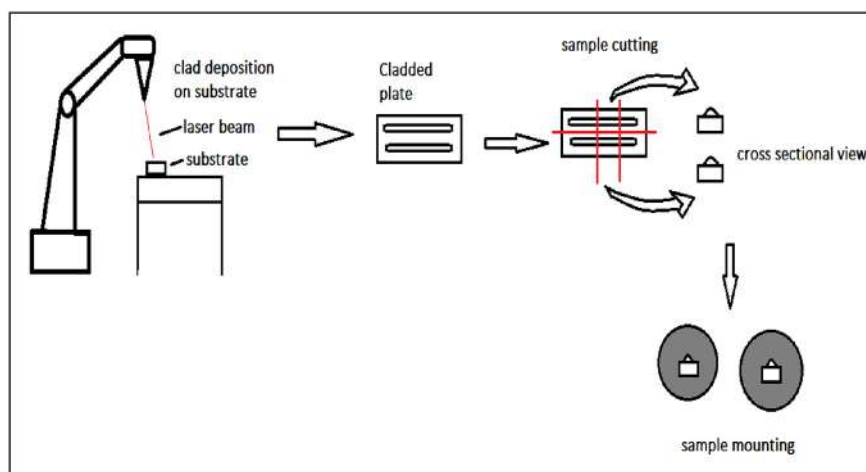 clad deposition
on substrate
laser beam
substrate
Cladded
plate
sample cutting
cross sectional view
sample mounting